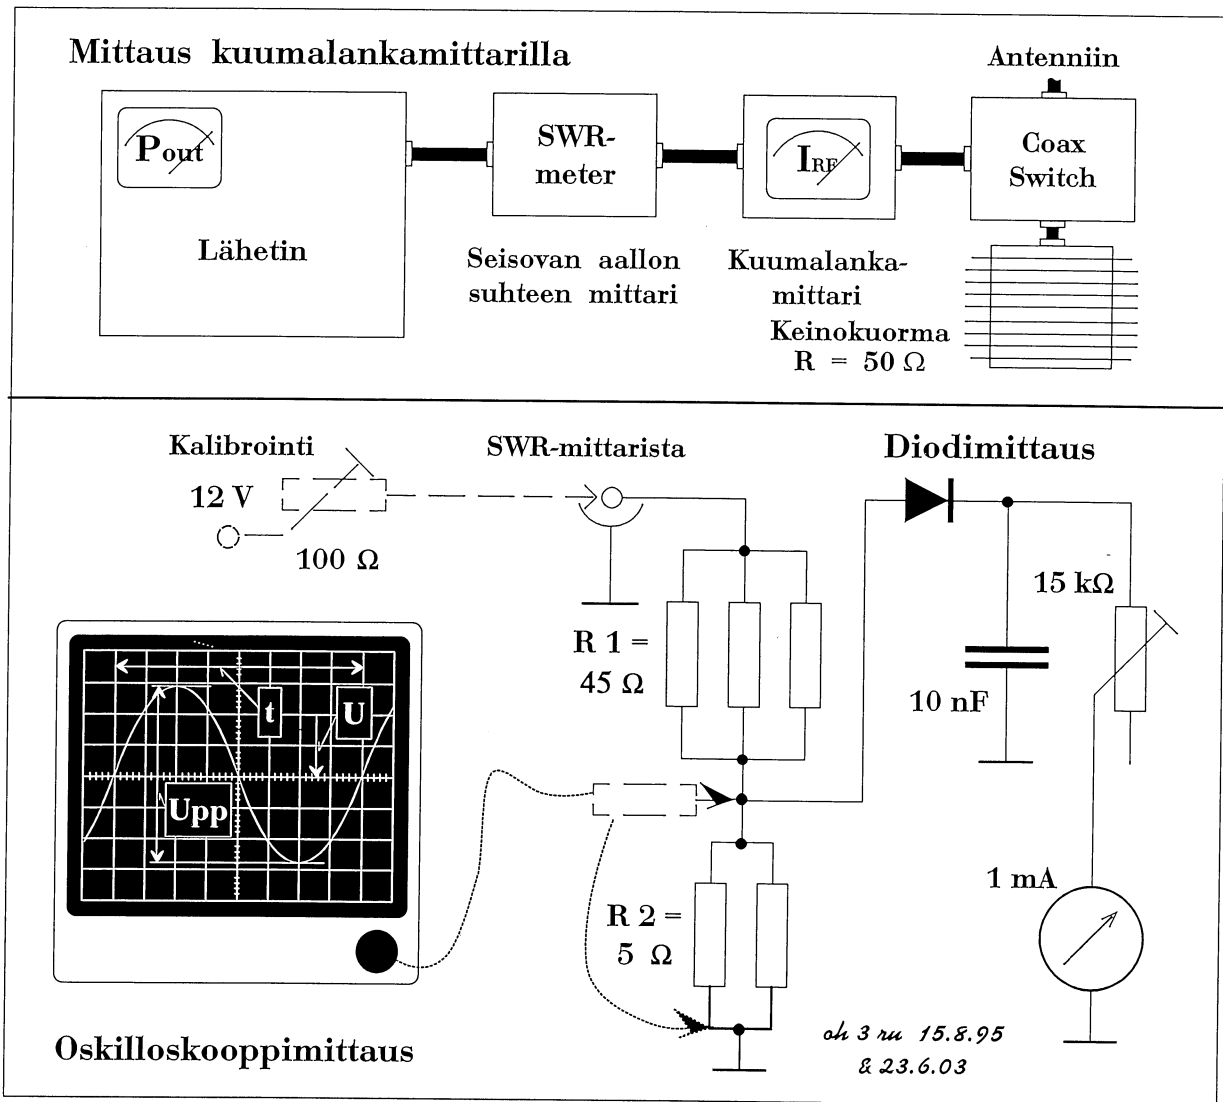 Mittaus kuumalankamittarilla
Antenniin
Pout
SWR-
meter
IRF
Coax
Switch
Lähetin
Seisovan aallon
suhteen mittari
Kuumalanka-
mittari
Keinokuorma
R = 50 Ω
Kalibrointi
12 V
100 Ω
SWR-mittarista
Diodimittaus
15 kΩ
R 1 =
45 Ω
10 nF
t
U
Upp
1 mA
R 2 =
5 Ω
Oskilloskooppimittaus
oh 3 ru 15.8.95
& 23.6.03